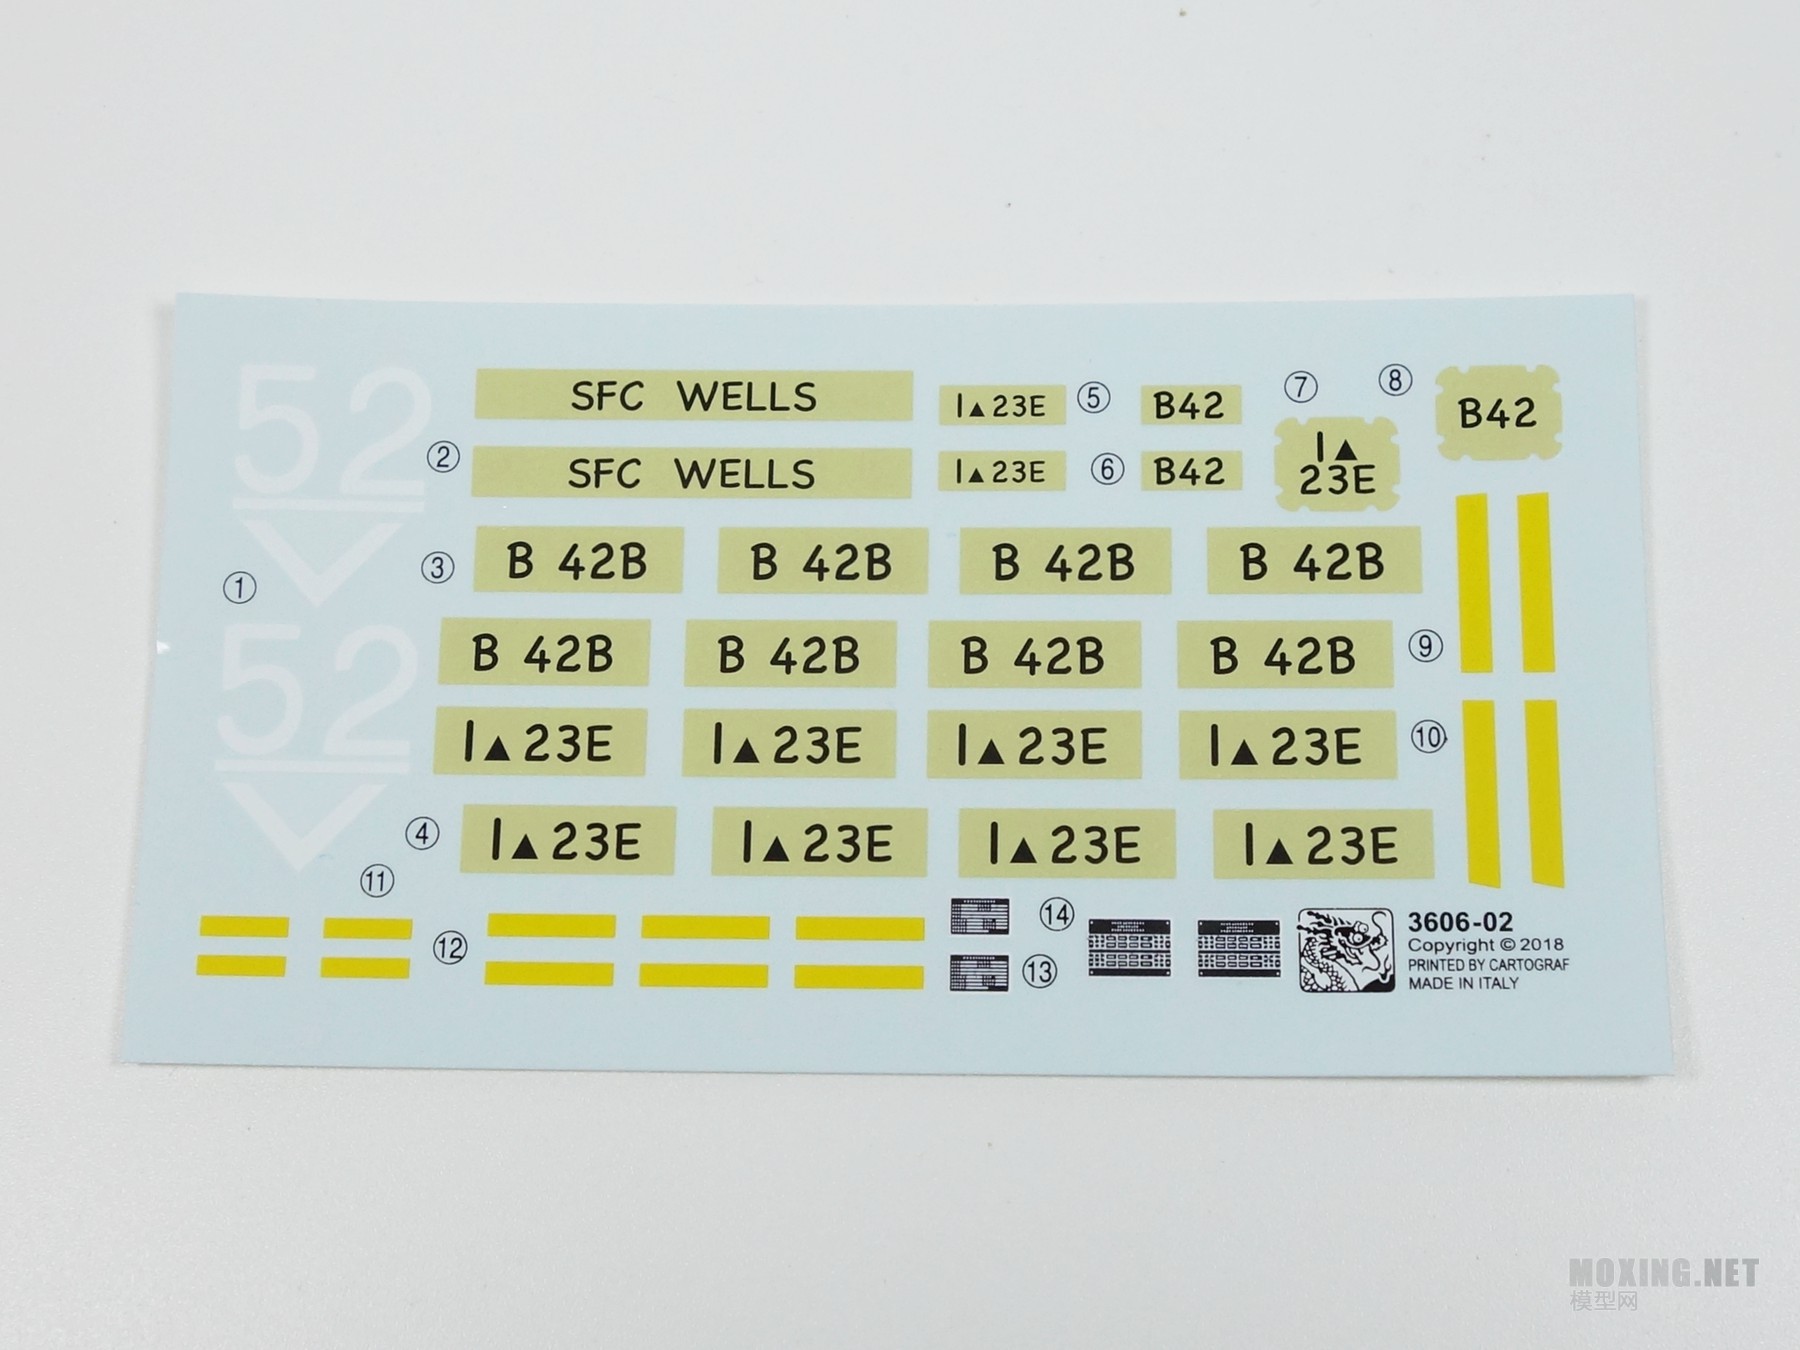 52
①
52
②
SFC WELLS
SFC WELLS
I▲23E
⑤
B42
I▲23E
⑥
B42
⑦
I▲
23E
⑧
B42
③
B 42B
B 42B
B 42B
B 42B
B 42B
B 42B
B 42B
B 42B
⑨
I▲23E
I▲23E
I▲23E
I▲23E
⑩
④
I▲23E
I▲23E
I▲23E
I▲23E
⑪
⑫
⑭
⑬
3606-02
Copyright © 2018
PRINTED BY CARTOGRAF
MADE IN ITALY
MOXING.NET
模型网